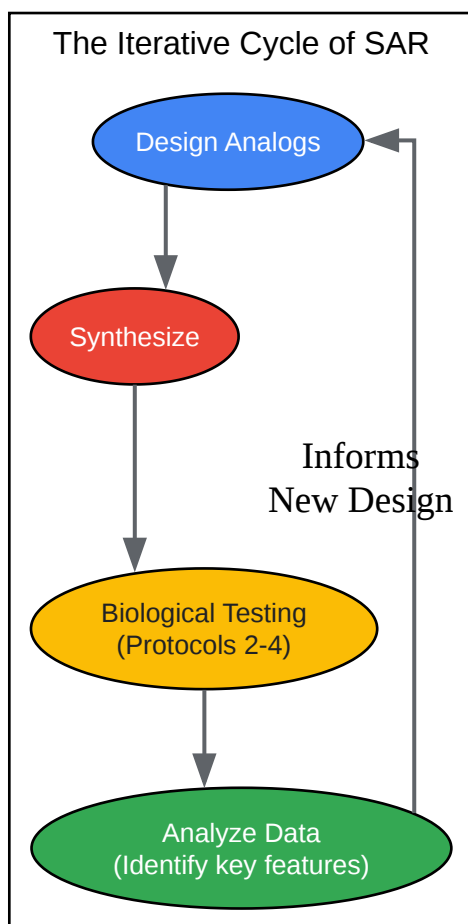 The Iterative Cycle of SAR
Design Analogs
Synthesize
Informs
New Design
Biological Testing
(Protocols 2-4)
Analyze Data
(Identify key features)